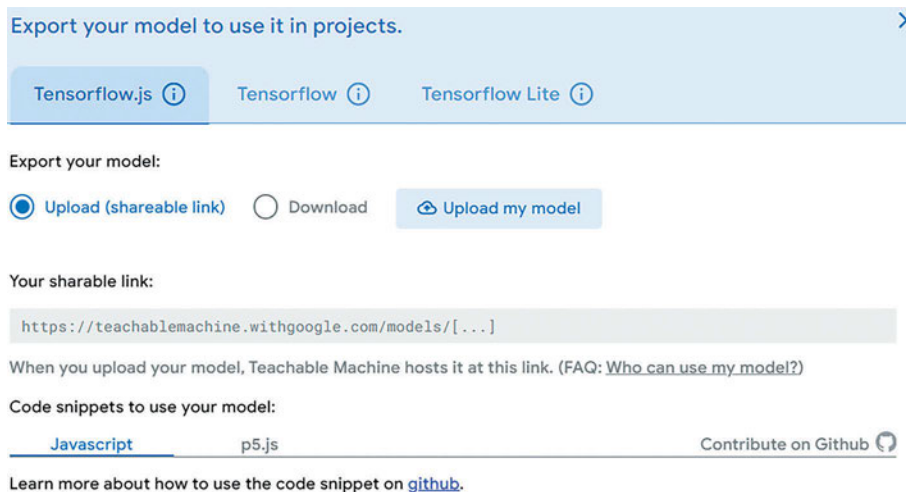 Export your model to use it in projects.
Tensorflow.js Tensorflow Tensorflow Lite
Export your model:
Upload (shareable link) Download Upload my model
Your sharable link:
https://teachablemachine.withgoogle.com/models/[...]
When you upload your model, Teachable Machine hosts it at this link. (FAQ: Who can use my model?)
Code snippets to use your model:
Javascript p5.js Contribute on Github
Learn more about how to use the code snippet on github.